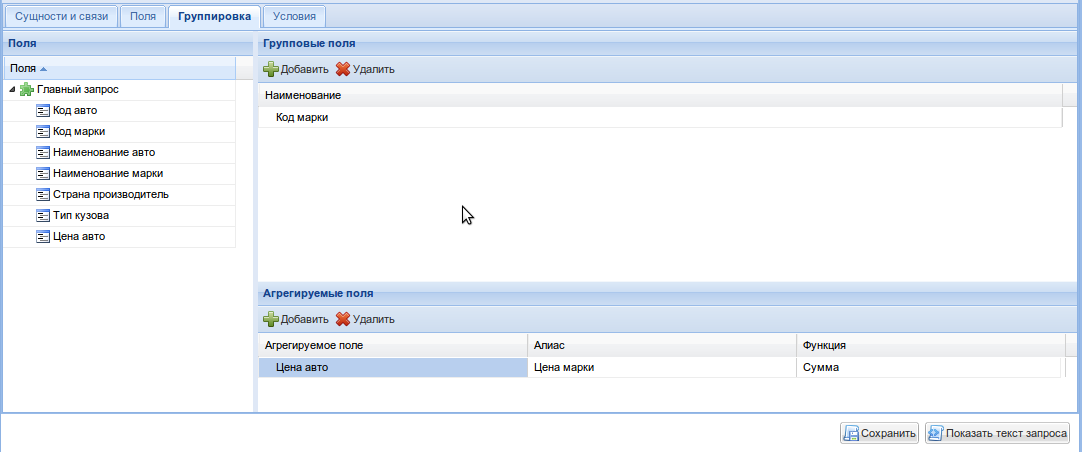 Сущности и связи Поля Группировка Условия
Поля
Поля
Главный запрос
Код авто
Код марки
Наименование авто
Наименование марки
Страна производитель
Тип кузова
Цена авто
Групповые поля
Добавить Удалить
Наименование
Код марки
Агрегируемые поля
Добавить Удалить
Агрегируемое поле Алиас Функция
Цена авто Цена марки Сумма
Сохранить Показать текст запроса